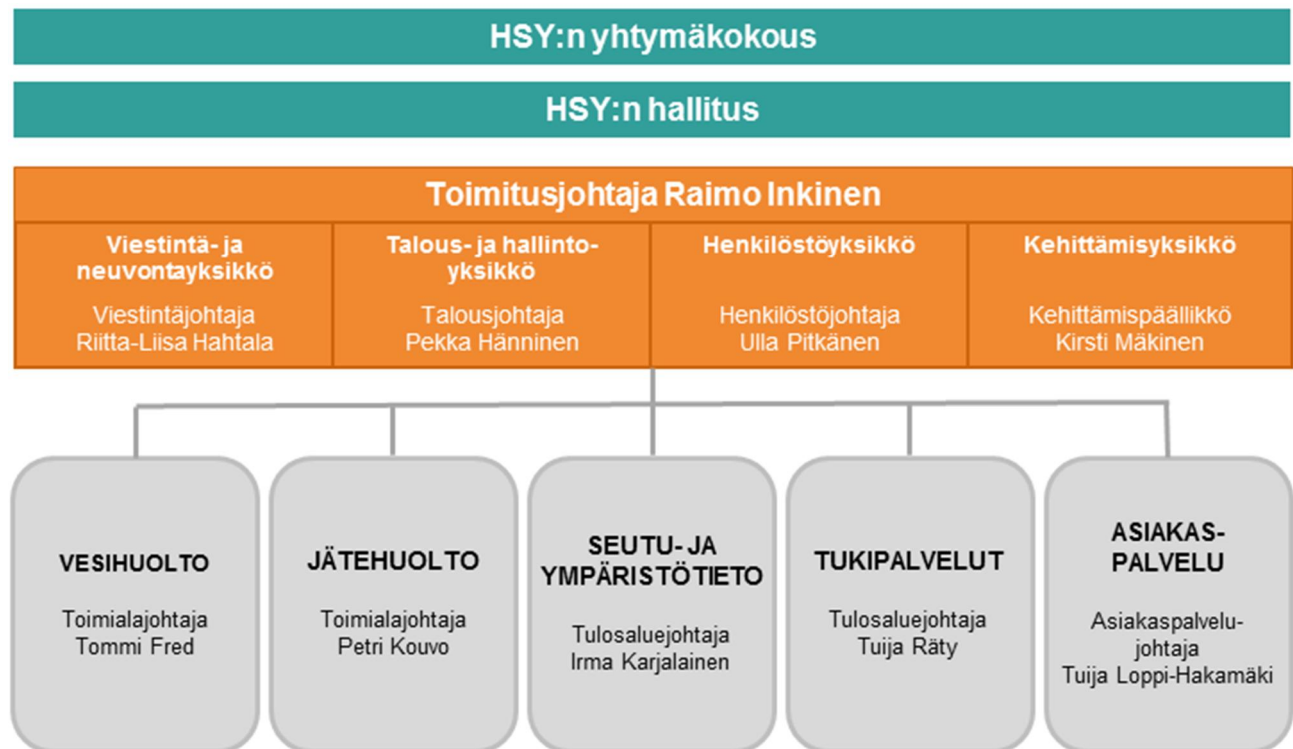 HSY:n yhtymäkokous
HSY:n hallitus
Toimitusjohtaja Raimo Inkinen
Viestintä- ja
neuvontayksikkö
Viestintäjohtaja
Riitta-Liisa Hahtala
Talous- ja hallinto-
yksikkö
Talousjohtaja
Pekka Hänninen
Henkilöstöyksikkö
Henkilöstöjohtaja
Ulla Pitkänen
Kehittämisyksikkö
Kehittämispäällikkö
Kirsti Mäkinen
VESIHUOLTO
Toimialajohtaja
Tommi Fred
JÄTEHUOLTO
Toimialajohtaja
Petri Kouvo
SEUTU- JA
YMPÄRISTÖTIETO
Tulosaluejohtaja
Irma Karjalainen
TUKIPALVELUT
Tulosaluejohtaja
Tuija Räty
ASIAKAS-
PALVELU
Asiakaspalvelu-
johtaja
Tuija Loppi-Hakamäki